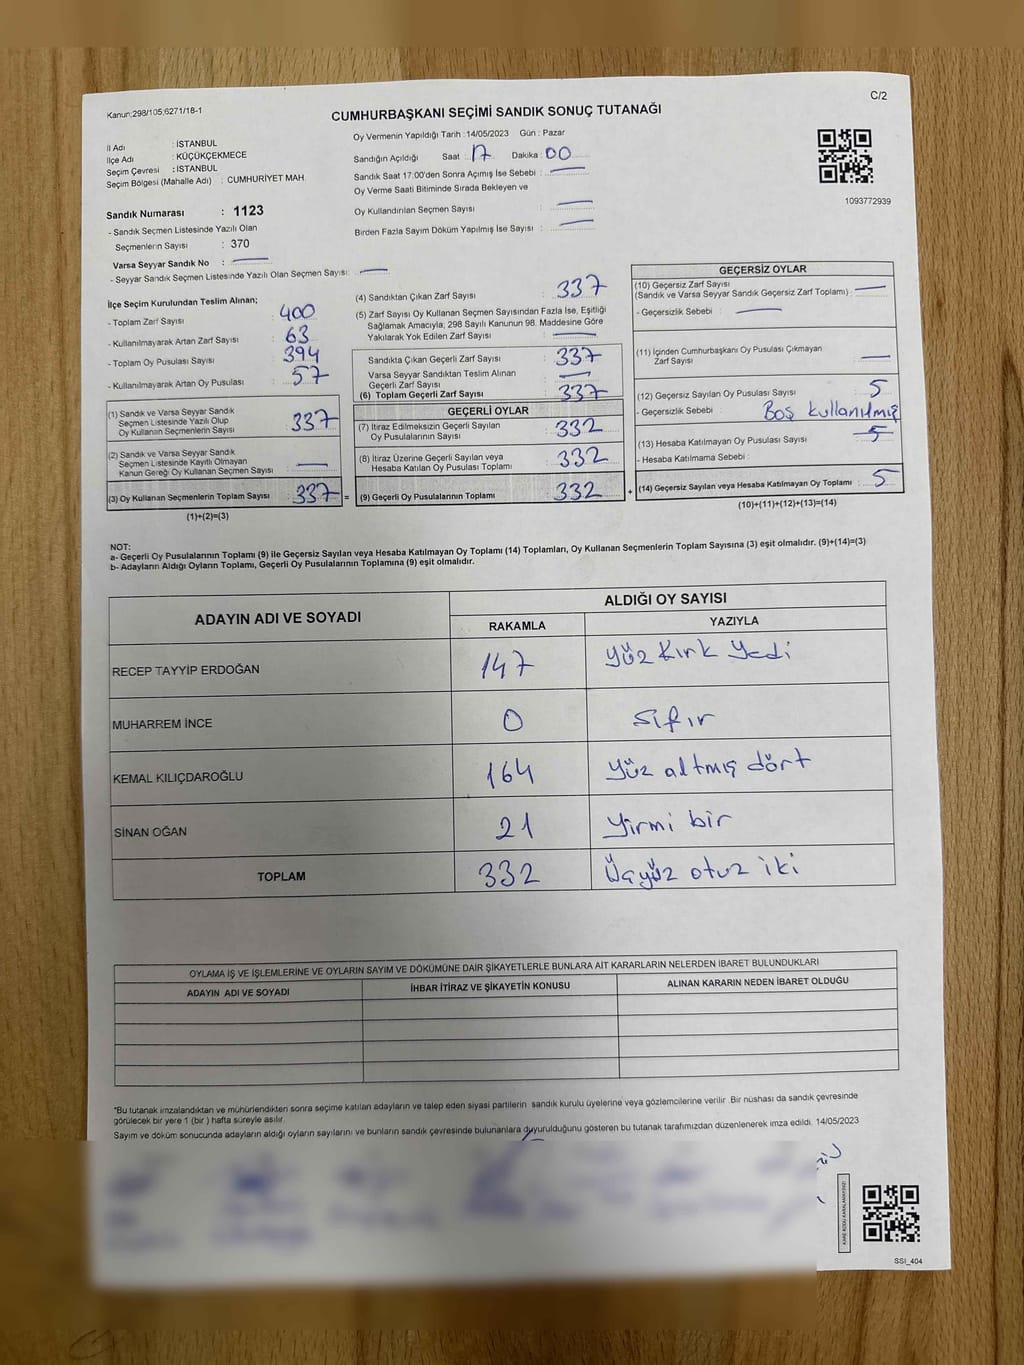 Kanun:298/105;6271/18-1
C/2
CUMHURBAŞKANI SEÇİMİ SANDIK SONUÇ TUTANAĞI
İl Adı : İSTANBUL
İlçe Adı : KÜÇÜKÇEKMECE
Seçim Çevresi : İSTANBUL
Seçim Bölgesi (Mahalle Adı) : CUMHURİYET MAH.
Sandık Numarası : 1123
- Sandık Seçmen Listesinde Yazılı Olan
Seçmenlerin Sayısı : 370
Varsa Seyyar Sandık No :
- Seyyar Sandık Seçmen Listesinde Yazılı Olan Seçmen Sayısı:
Oy Vermenin Yapıldığı Tarih : 14/05/2023 Gün : Pazar
Sandığın Açıldığı Saat : 17 Dakika : 00
Sandık Saat 17:00'den Sonra Açımış İse Sebebi :
Oy Verme Saati Bitiminde Sırada Bekleyen ve
Oy Kullandırılan Seçmen Sayısı :
Birden Fazla Sayım Döküm Yapılmış İse Sayısı :
1093772939
İlçe Seçim Kurulundan Teslim Alınan;
- Toplam Zarf Sayısı : 400
- Kullanılmayarak Artan Zarf Sayısı : 63
- Toplam Oy Pusulası Sayısı : 394
- Kullanılmayarak Artan Oy Pusulası : 57
(1) Sandık ve Varsa Seyyar Sandık
Seçmen Listesinde Yazılı Olup
Oy Kullanan Seçmenlerin Sayısı : 337
(2) Sandık ve Varsa Seyyar Sandık
Seçmen Listesinde Kayıtlı Olmayan
Kanun Gereği Oy Kullanan Seçmen Sayısı :
(3) Oy Kullanan Seçmenlerin Toplam Sayısı : 337 =
(1)+(2)=(3)
(4) Sandıktan Çıkan Zarf Sayısı : 337
(5) Zarf Sayısı Oy Kullanan Seçmen Sayısından Fazla İse, Eşitliği
Sağlamak Amacıyla; 298 Sayılı Kanunun 98. Maddesine Göre
Yakılarak Yok Edilen Zarf Sayısı :
Sandıkta Çıkan Geçerli Zarf Sayısı : 337
Varsa Seyyar Sandıktan Teslim Alınan
Geçerli Zarf Sayısı :
(6) Toplam Geçerli Zarf Sayısı : 337
GEÇERLİ OYLAR
(7) İtiraz Edilmeksizin Geçerli Sayılan
Oy Pusulalarının Sayısı : 332
(8) İtiraz Üzerine Geçerli Sayılan veya
Hesaba Katılan Oy Pusulası Toplamı : 332
(9) Geçerli Oy Pusulalarının Toplamı : 332 +
GEÇERSİZ OYLAR
(10) Geçersiz Zarf Sayısı
(Sandık ve Varsa Seyyar Sandık Geçersiz Zarf Toplamı) :
- Geçersizlik Sebebi :
(11) İçinden Cumhurbaşkanı Oy Pusulası Çıkmayan
Zarf Sayısı :
(12) Geçersiz Sayılan Oy Pusulası Sayısı : 5
- Geçersizlik Sebebi : Boş kullanılmış
(13) Hesaba Katılmayan Oy Pusulası Sayısı : 5
- Hesaba Katılmama Sebebi :
(14) Geçersiz Sayılan veya Hesaba Katılmayan Oy Toplamı : 5
(10)+(11)+(12)+(13)=(14)
NOT:
a- Geçerli Oy Pusulalarının Toplamı (9) ile Geçersiz Sayılan veya Hesaba Katılmayan Oy Toplamı (14) Toplamları, Oy Kullanan Seçmenlerin Toplam Sayısına (3) eşit olmalıdır. (9)+(14)=(3)
b- Adayların Aldığı Oyların Toplamı, Geçerli Oy Pusulalarının Toplamına (9) eşit olmalıdır.
ADAYIN ADI VE SOYADI
ALDIĞI OY SAYISI
RAKAMLA YAZIYLA
RECEP TAYYİP ERDOĞAN 147 Yüz Kırk Yedi
MUHARREM İNCE 0 sıfır
KEMAL KILIÇDAROĞLU 164 Yüz altmış dört
SİNAN OĞAN 21 Yirmi bir
TOPLAM 332 Üçyüz otuz iki
OYLAMA İŞ VE İŞLEMLERİNE VE OYLARIN SAYIM VE DÖKÜMÜNE DAİR ŞİKAYETLERLE BUNLARA AİT KARARLARIN NELERDEN İBARET BULUNDUKLARI
ADAYIN ADI VE SOYADI İHBAR İTİRAZ VE ŞİKAYETİN KONUSU ALINAN KARARIN NEDEN İBARET OLDUĞU
*Bu tutanak imzalandıktan ve mühürlendikten sonra seçime katılan adayların ve talep eden siyasi partilerin sandık kurulu üyelerine veya gözlemcilerine verilir .Bir nüshası da sandık çevresinde
görülecek bir yere 1 (bir ) hafta süreyle asılır.
Sayım ve döküm sonucunda adayların aldığı oyların sayılarını ve bunların sandık çevresinde bulunanlara duyurulduğunu gösteren bu tutanak tarafımızdan düzenlenerek imza edildi. 14/05/2023
SSI_404